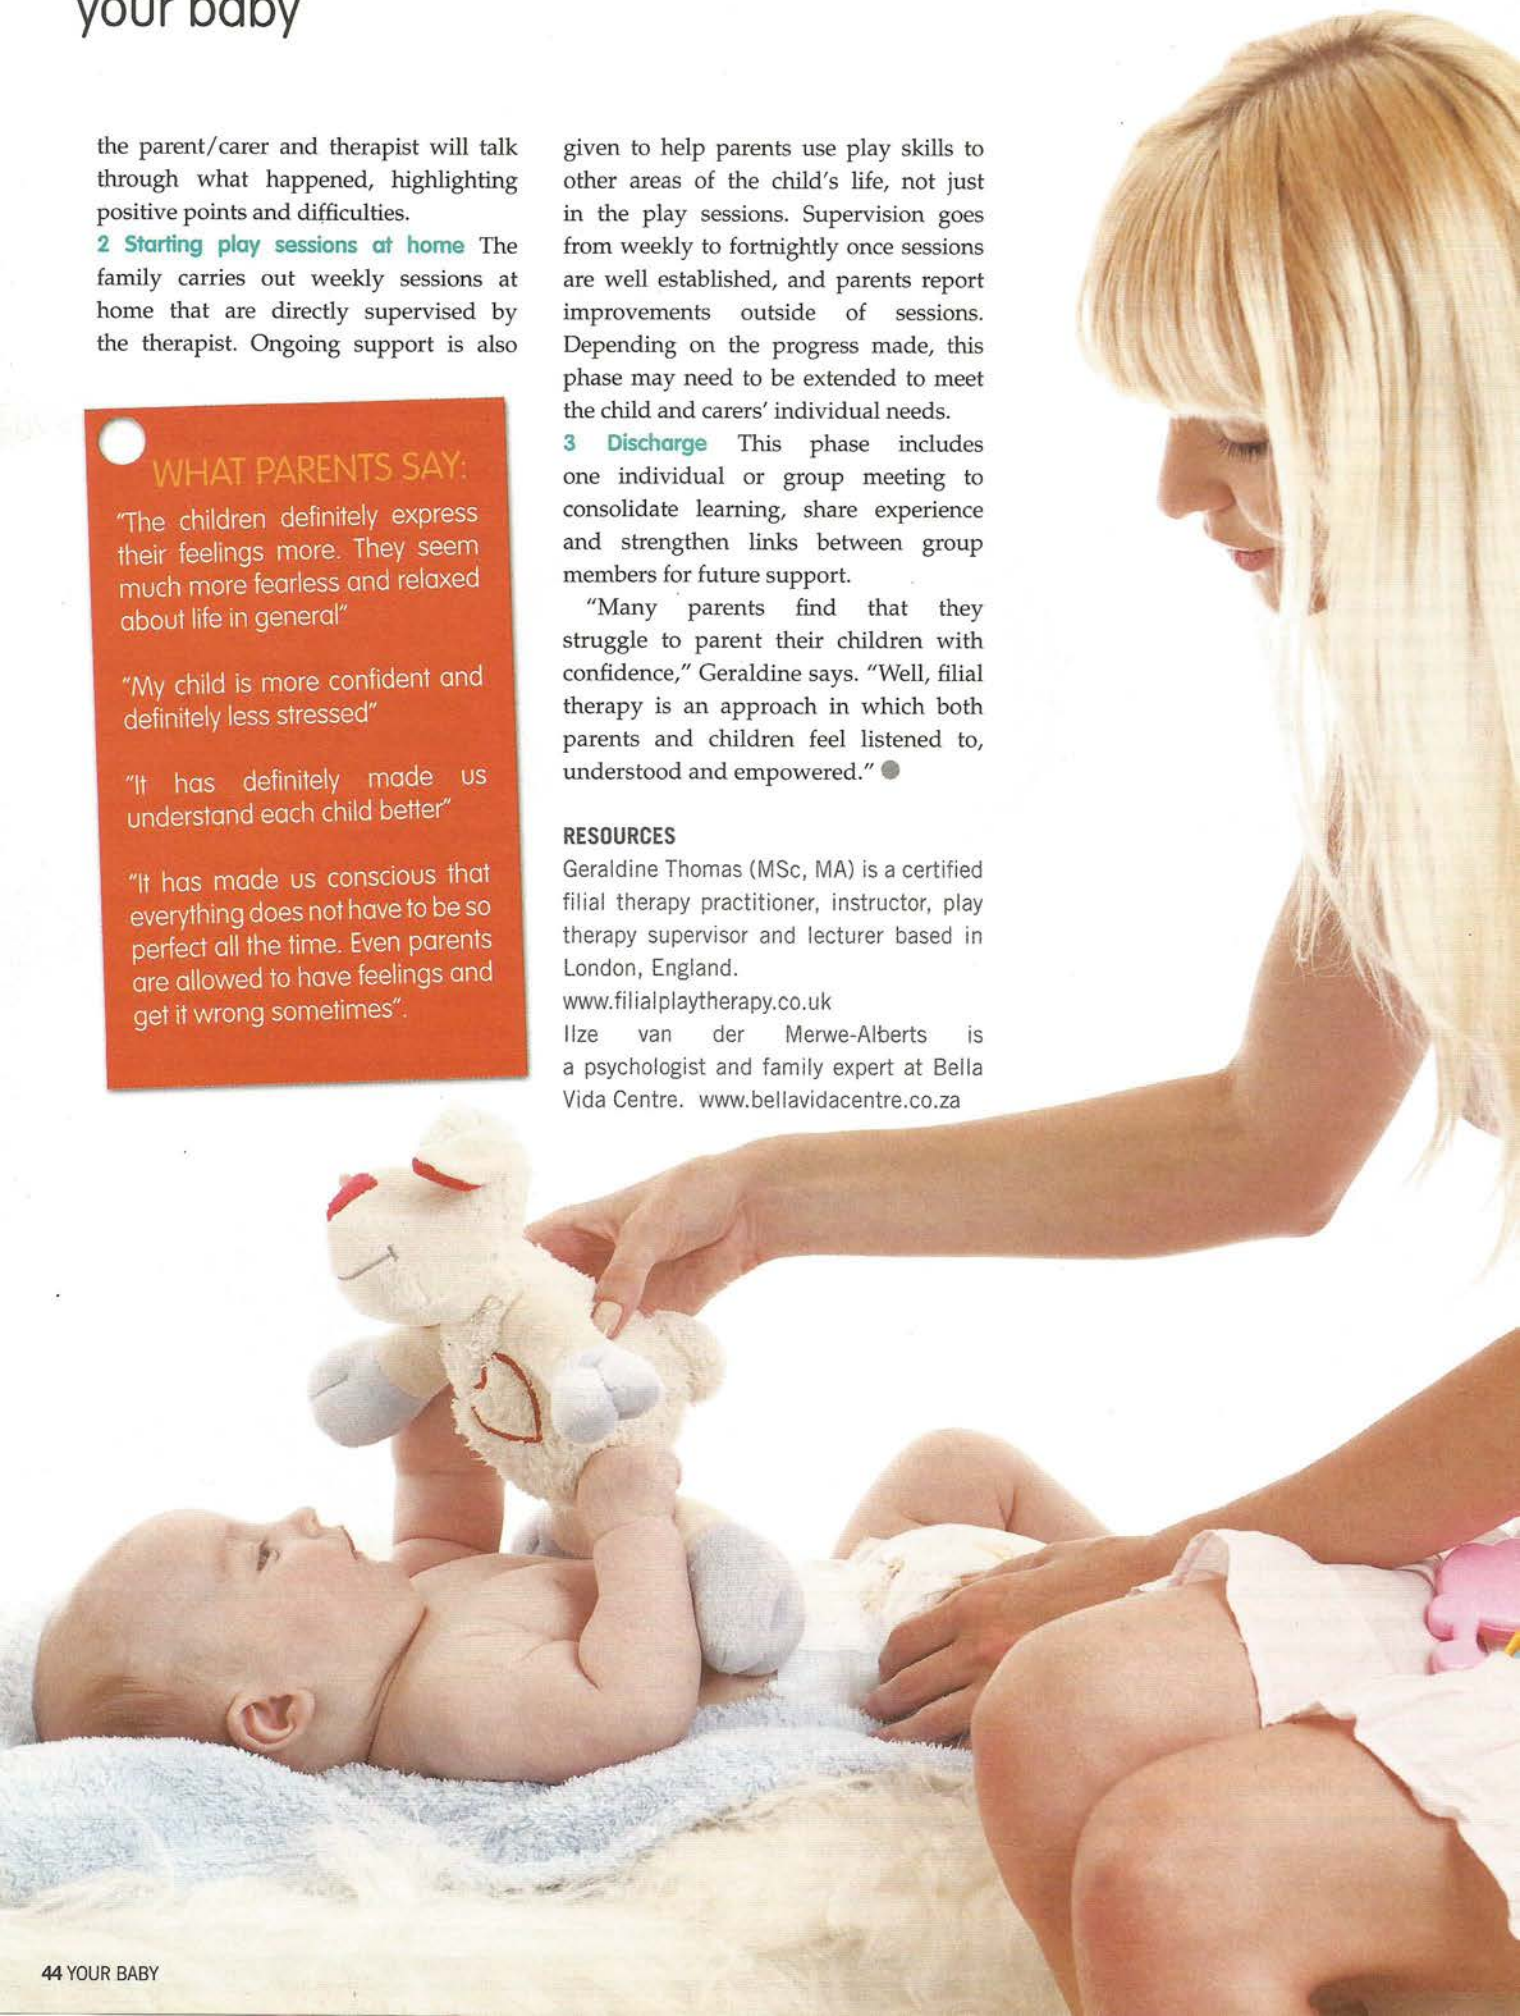 your baby
the parent/carer and therapist will talk
through what happened, highlighting
positive points and difficulties.
2 Starting play sessions at home The
family carries out weekly sessions at
home that are directly supervised by
the therapist. Ongoing support is also
WHAT PARENTS SAY:
"The children definitely express
their feelings more. They seem
much more fearless and relaxed
about life in general"
"My child is more confident and
definitely less stressed"
"It has definitely made us
understand each child better"
"It has made us conscious that
everything does not have to be so
perfect all the time. Even parents
are allowed to have feelings and
get it wrong sometimes".
given to help parents use play skills to
other areas of the child's life, not just
in the play sessions. Supervision goes
from weekly to fortnightly once sessions
are well established, and parents report
improvements outside of sessions.
Depending on the progress made, this
phase may need to be extended to meet
the child and carers' individual needs.
3 Discharge This phase includes
one individual or group meeting to
consolidate learning, share experience
and strengthen links between group
members for future support.
"Many parents find that they
struggle to parent their children with
confidence," Geraldine says. "Well, filial
therapy is an approach in which both
parents and children feel listened to,
understood and empowered."
RESOURCES
Geraldine Thomas (MSc, MA) is a certified
filial therapy practitioner, instructor, play
therapy supervisor and lecturer based in
London, England.
www.filialplaytherapy.co.uk
Ilze van der Merwe-Alberts is
a psychologist and family expert at Bella
Vida Centre. www.bellavidacentre.co.za
44 YOUR BABY